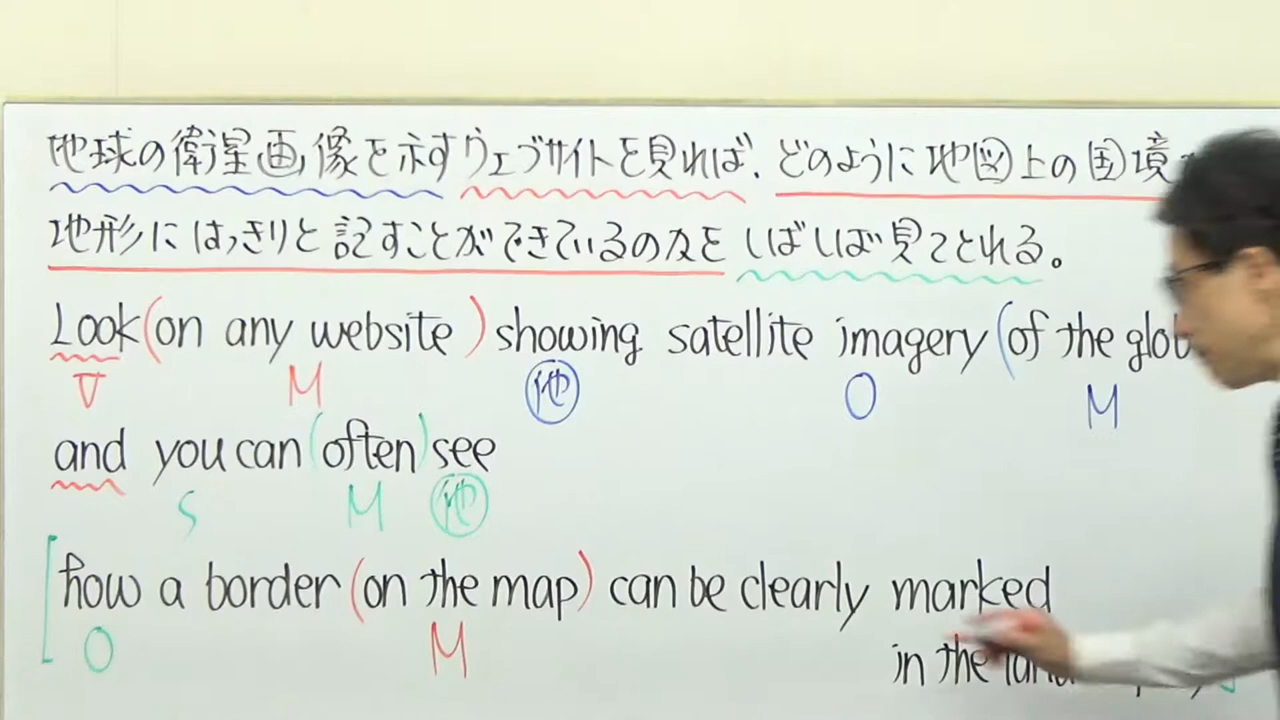 地球の衛星画像を示すウェブサイトを見れば、どのように地図上の国境
地形にはっきりと記すことができているのかを しばしば見てとれる。
Look (on any website) showing satellite imagery (of the
V M 他 O M
and you can (often) see
S M 他
[how a border (on the map) can be clearly marked
O M
in the